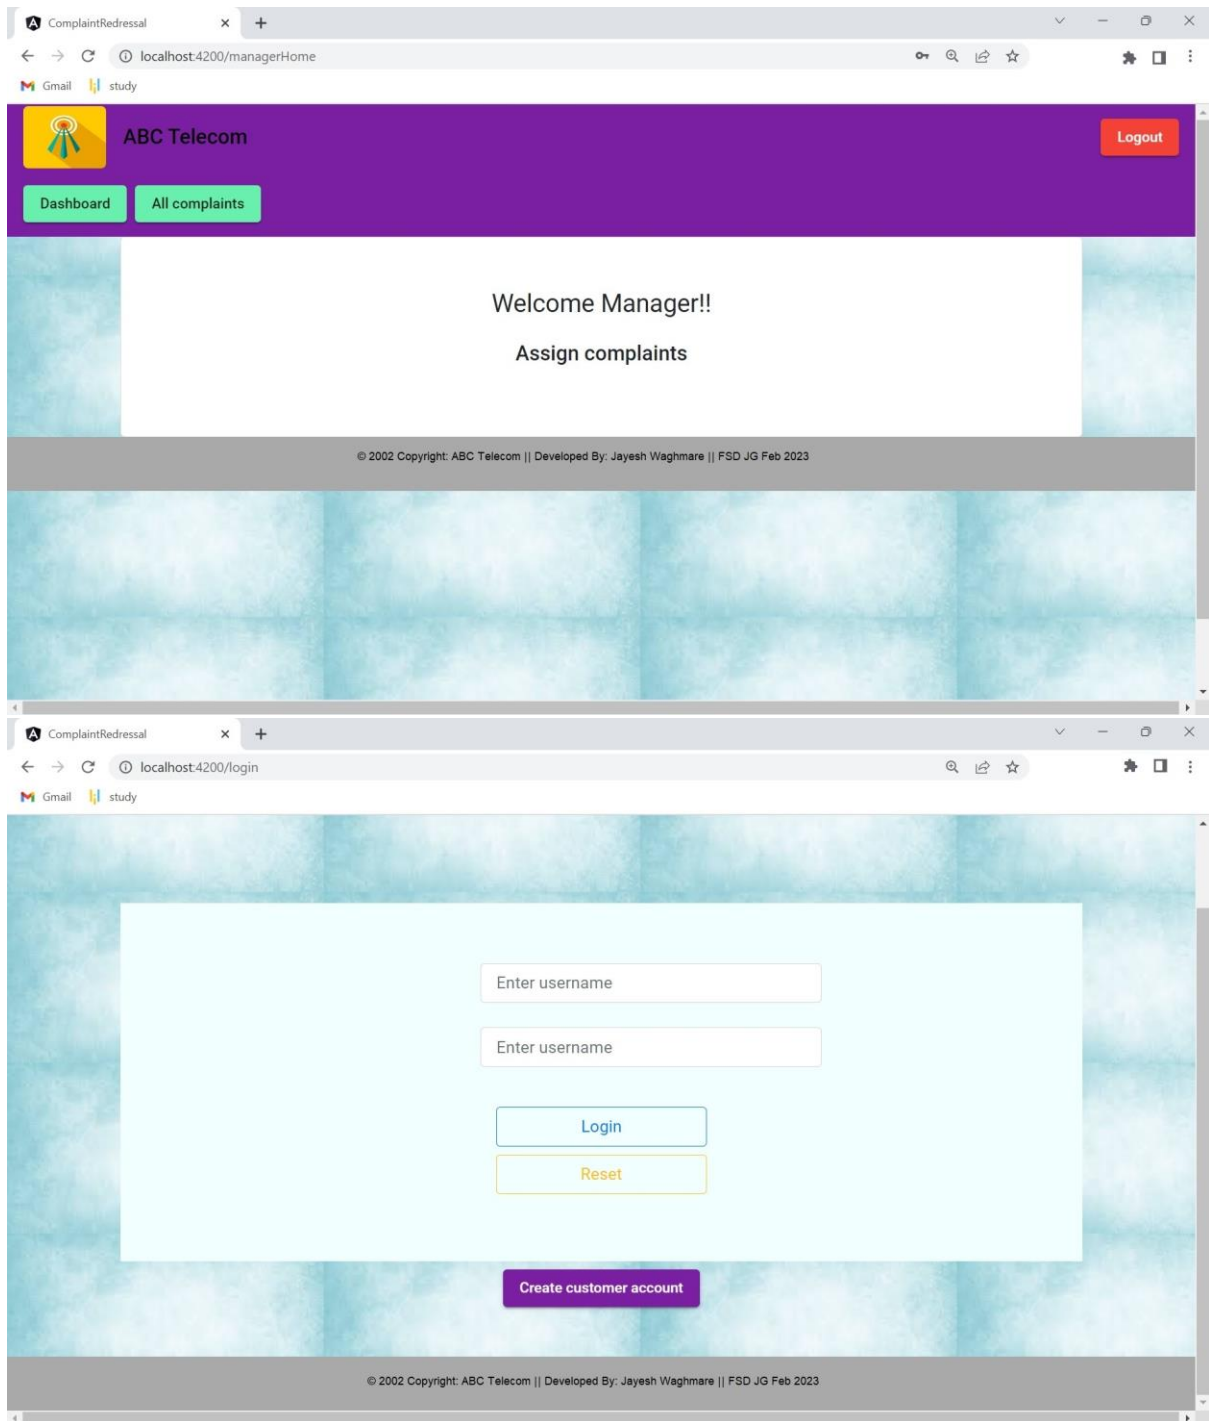 ComplaintRedressal
localhost:4200/managerHome
Gmail study
ABC Telecom
Logout
Dashboard All complaints
Welcome Manager!!
Assign complaints
© 2002 Copyright: ABC Telecom || Developed By: Jayesh Waghmare || FSD JG Feb 2023
ComplaintRedressal
localhost:4200/login
Gmail study
Enter username
Enter username
Login
Reset
Create customer account
© 2002 Copyright: ABC Telecom || Developed By: Jayesh Waghmare || FSD JG Feb 2023